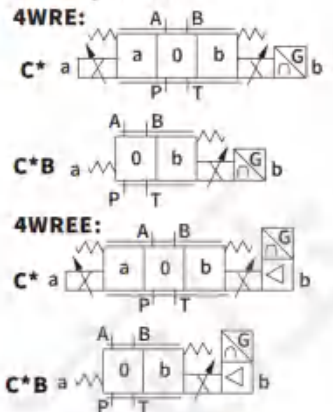 4WRE:
A B
C* a a 0 b G b
P T
A B
C*B a 0 b G b
P T
4WREE:
A B G
C* a a 0 b b
P T
A B G
C*B a 0 b b
P T